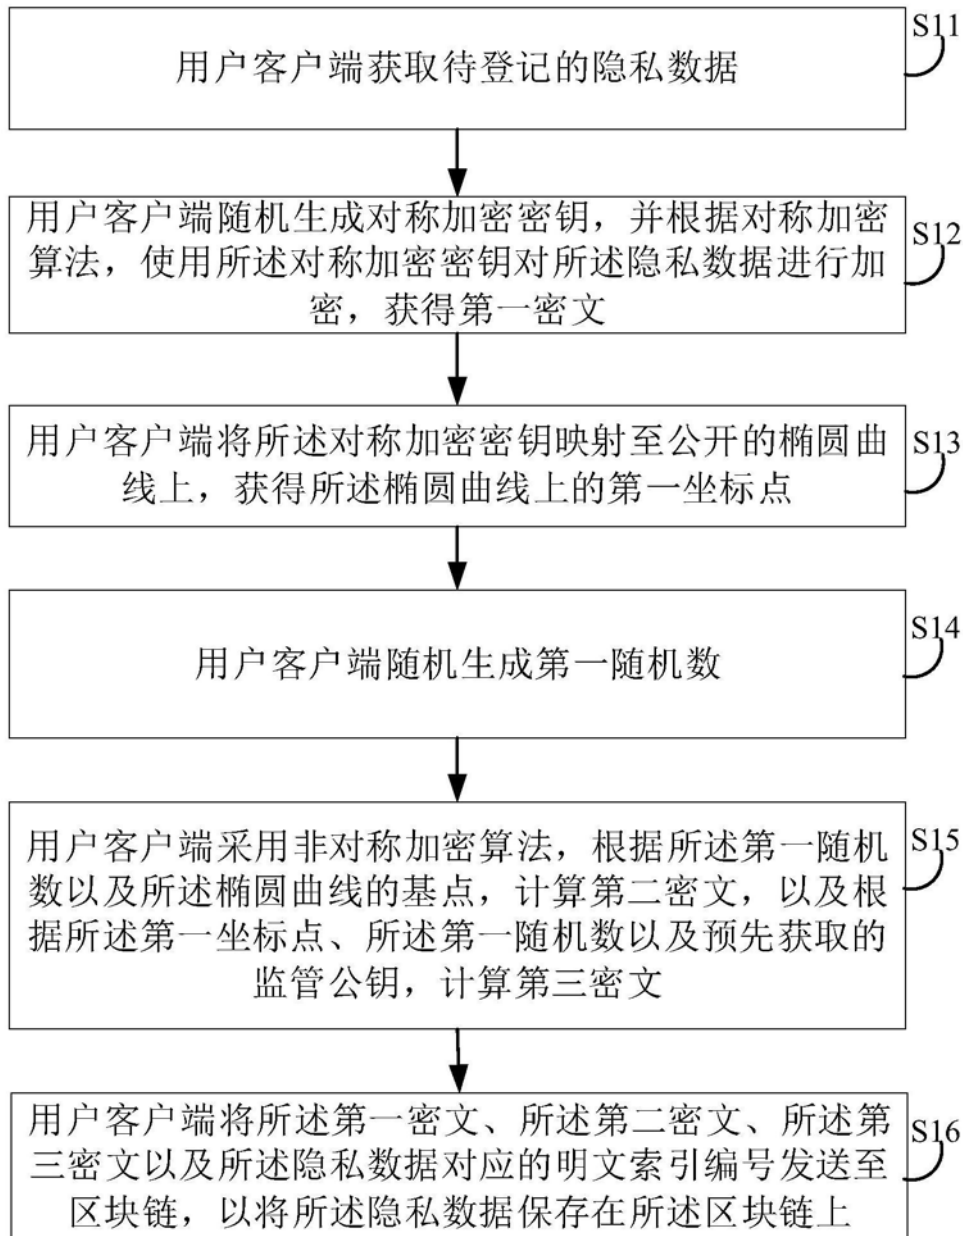 用户客户端获取待登记的隐私数据
S11
用户客户端随机生成对称加密密钥，并根据对称加密
算法，使用所述对称加密密钥对所述隐私数据进行加
密，获得第一密文
S12
用户客户端将所述对称加密密钥映射至公开的椭圆曲
线上，获得所述椭圆曲线上的第一坐标点
S13
用户客户端随机生成第一随机数
S14
用户客户端采用非对称加密算法，根据所述第一随机
数以及所述椭圆曲线的基点，计算第二密文，以及根
据所述第一坐标点、所述第一随机数以及预先获取的
监管公钥，计算第三密文
S15
用户客户端将所述第一密文、所述第二密文、所述第
三密文以及所述隐私数据对应的明文索引编号发送至
区块链，以将所述隐私数据保存在所述区块链上
S16